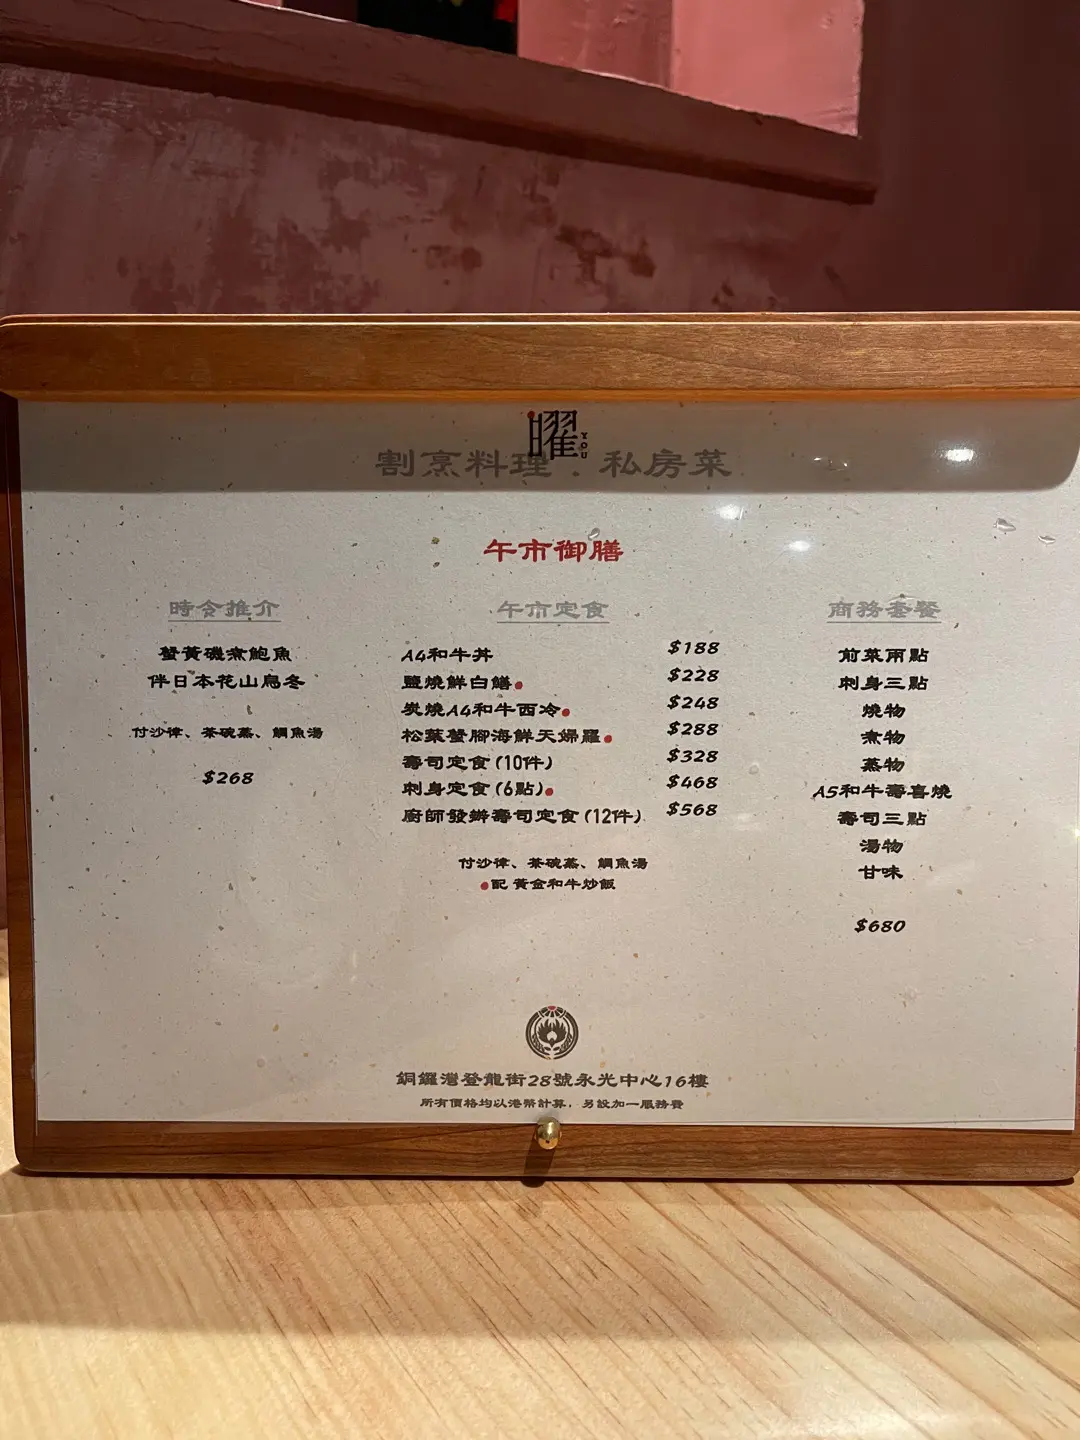 曜
YOU
割烹料理．私房菜
午市御膳
時令推介
蟹黃磯煮鮑魚
伴日本花山烏冬
付沙律、茶碗蒸、鯛魚湯
$268
午市定食
A4和牛丼 $188
鹽燒鮮白鱔• $228
炭燒A4和牛西冷• $248
松葉蟹腳海鮮天婦羅• $288
壽司定食(10件) $328
刺身定食(6點)• $468
廚師發辦壽司定食(12件) $568
付沙律、茶碗蒸、鯛魚湯
•配 黃金和牛炒飯
商務套餐
前菜兩點
刺身三點
燒物
煮物
蒸物
A5和牛壽喜燒
壽司三點
湯物
甘味
$680
銅鑼灣登龍街28號永光中心16樓
所有價格均以港幣計算，另設加一服務費